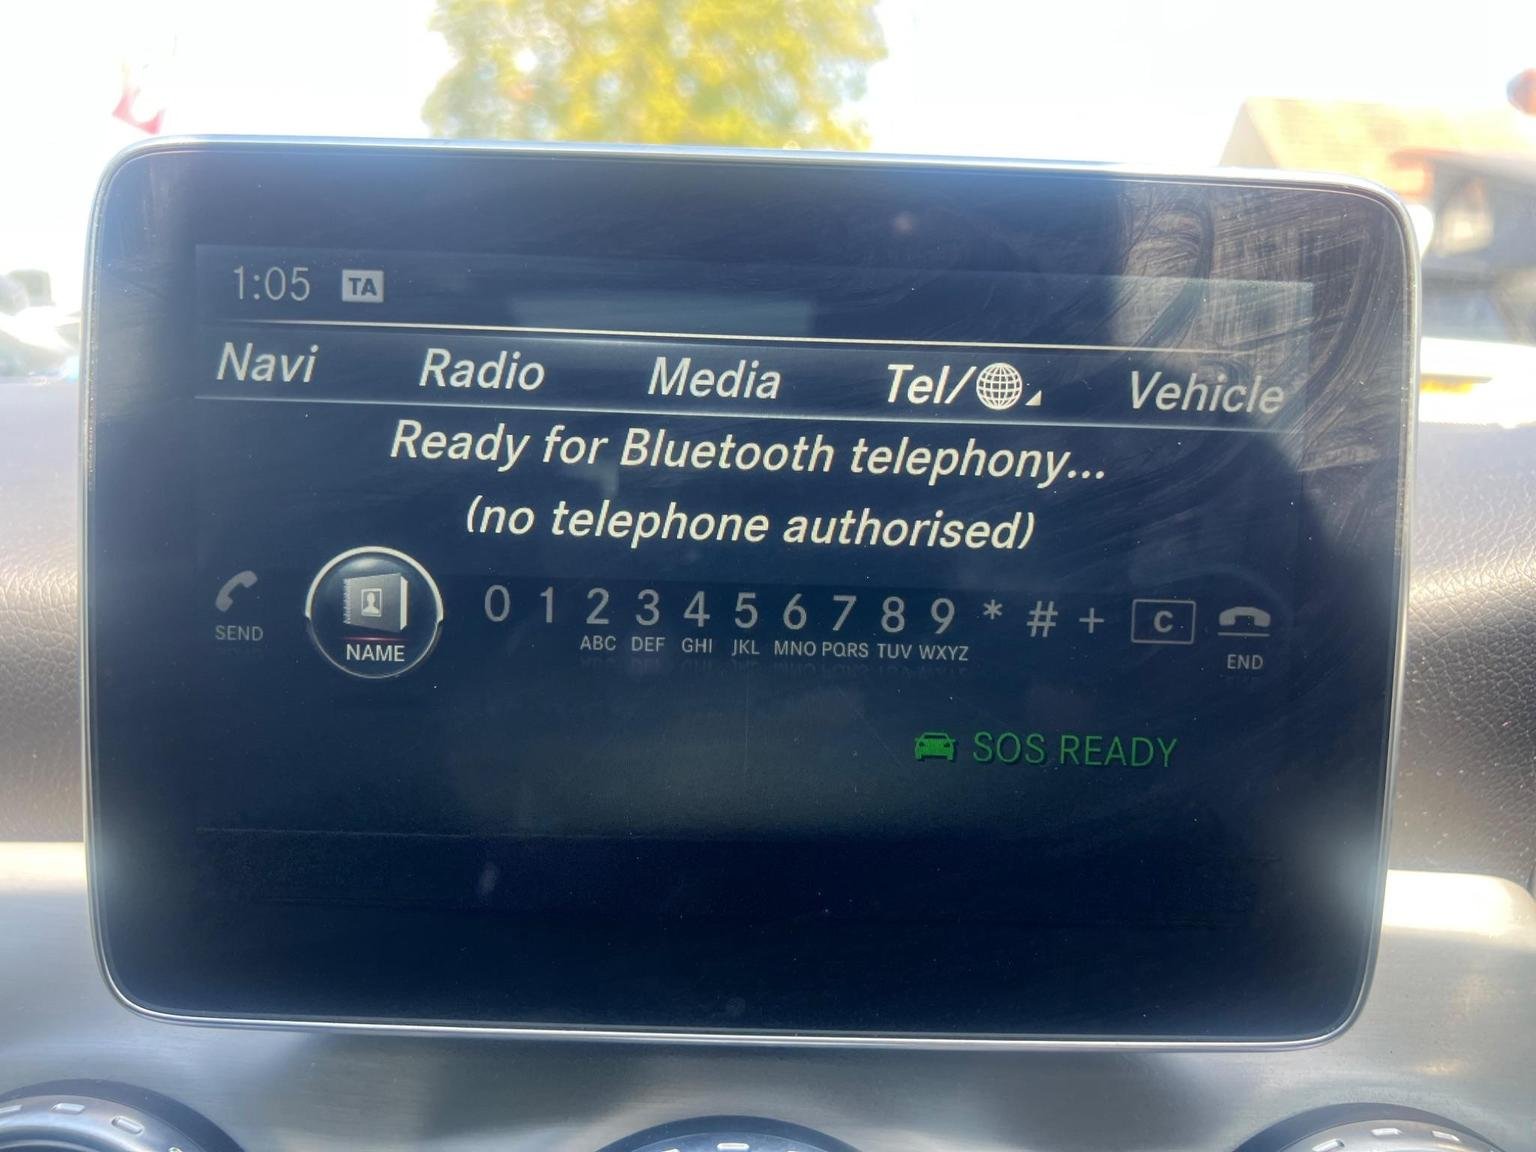 1:05 TA
Navi Radio Media Tel/ Vehicle
Ready for Bluetooth telephony...
(no telephone authorised)
0 1 2 3 4 5 6 7 8 9 * # + C
SEND NAME ABC DEF GHI JKL MNO PQRS TUV WXYZ END
SOS READY